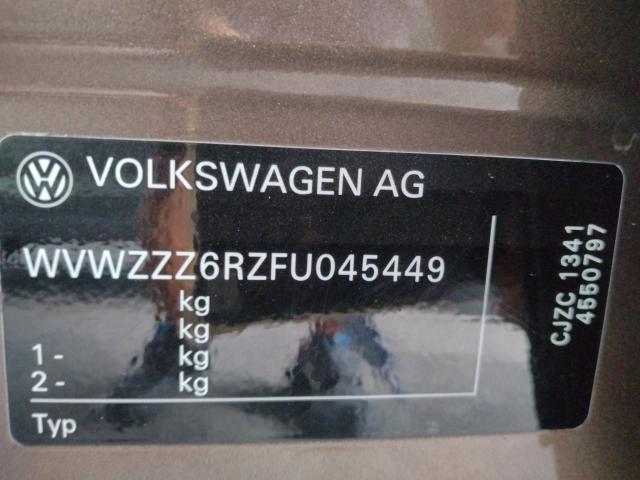 VOLKSWAGEN AG
WVWZZZ6RZFU045449
kg
kg
1 - kg
2 - kg
Typ
CJZC 1341
4550797